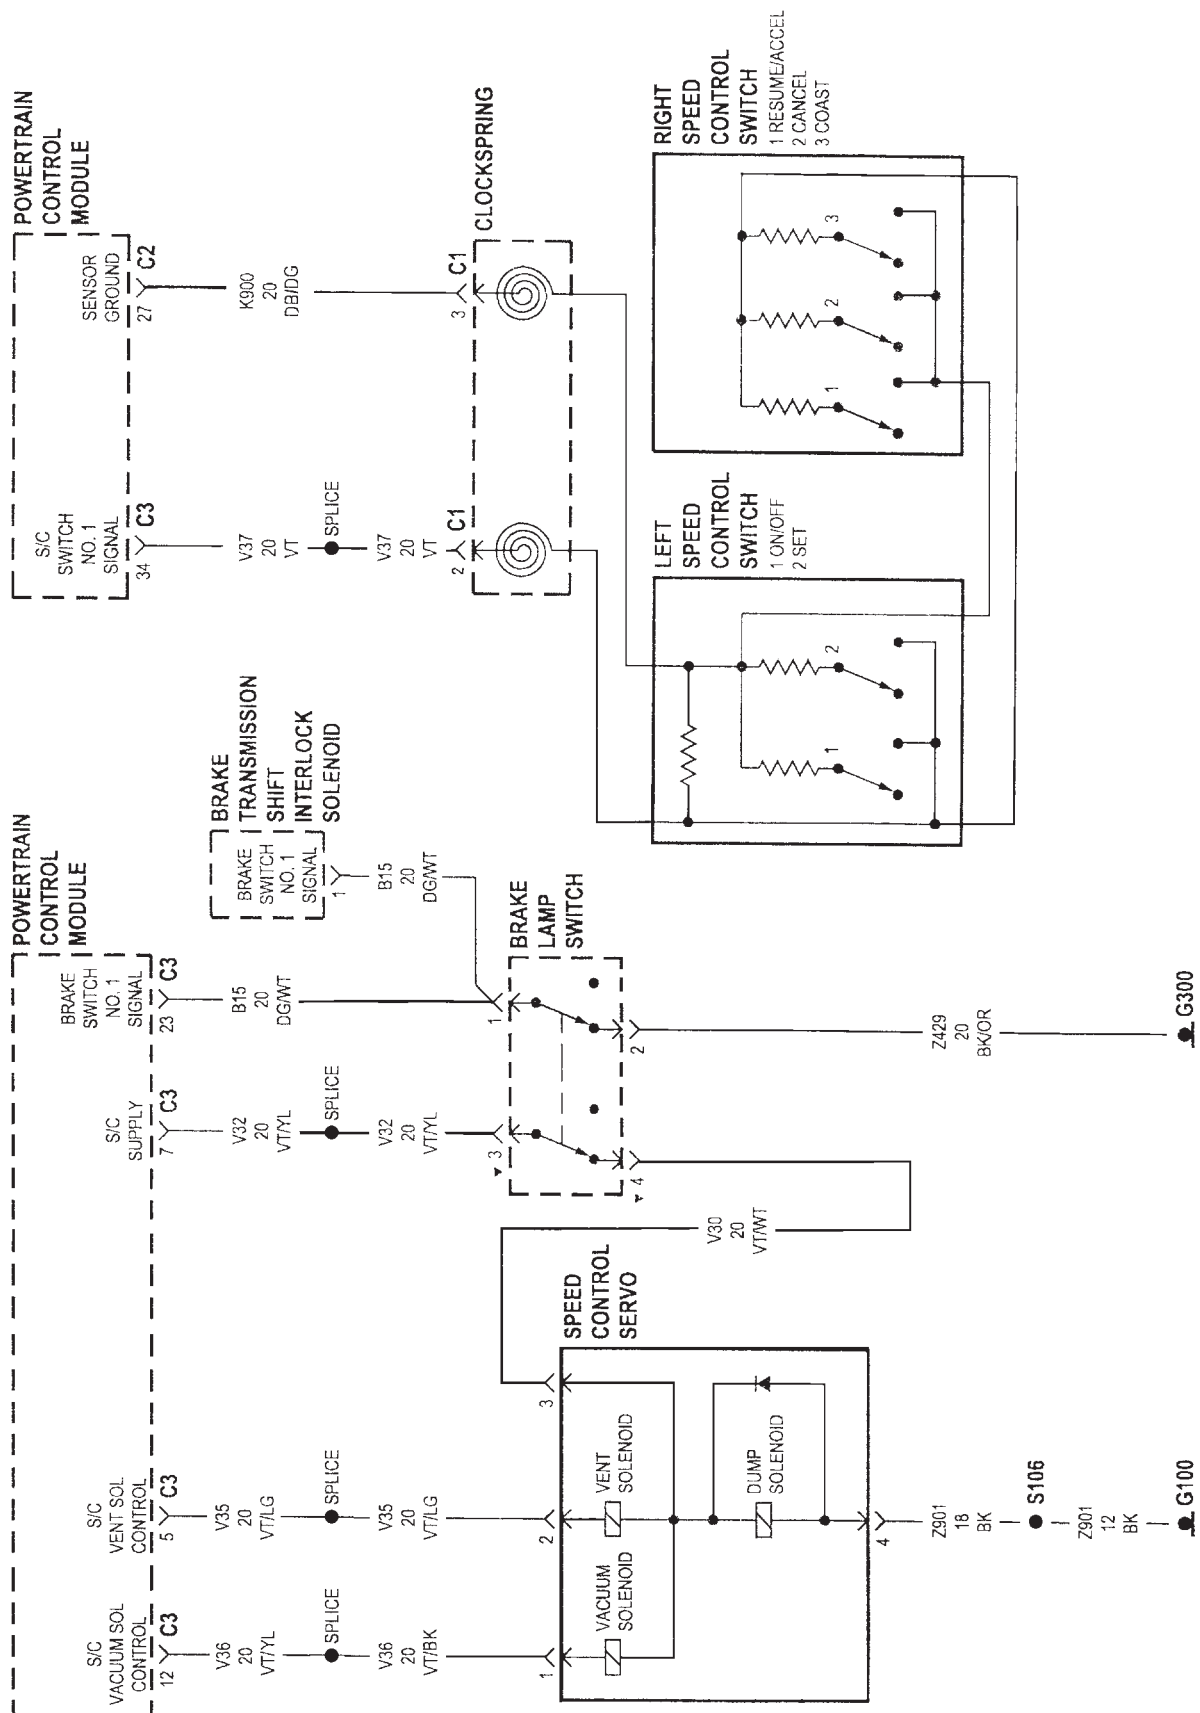 POWERTRAIN
CONTROL
MODULE
S/C
VACUUM SOL
CONTROL
12
C3
V36
20
VT/YL
SPLICE
V36
20
VT/BK
1
S/C
VENT SOL
CONTROL
5
C3
V35
20
VT/LG
SPLICE
V35
20
VT/LG
2
S/C
SUPPLY
7
C3
V32
20
VT/YL
SPLICE
V32
20
VT/YL
3
BRAKE
SWITCH
NO. 1
SIGNAL
23
C3
B15
20
DG/WT
1
BRAKE
TRANSMISSION
SHIFT
INTERLOCK
SOLENOID
BRAKE
SWITCH
NO. 1
SIGNAL
1
B15
20
DG/WT
BRAKE
LAMP
SWITCH
4
2
V30
20
VT/WT
Z429
20
BK/OR
G300
SPEED
CONTROL
SERVO
3
VACUUM
SOLENOID
VENT
SOLENOID
DUMP
SOLENOID
4
Z901
18
BK
S106
Z901
12
BK
G100
POWERTRAIN
CONTROL
MODULE
S/C
SWITCH
NO. 1
SIGNAL
34
C3
V37
20
VT
SPLICE
V37
20
VT
2
C1
SENSOR
GROUND
27
C2
K900
20
DB/DG
3
C1
CLOCKSPRING
LEFT
SPEED
CONTROL
SWITCH
1 ON/OFF
2 SET
1
2
RIGHT
SPEED
CONTROL
SWITCH
1 RESUME/ACCEL
2 CANCEL
3 COAST
1
2
3